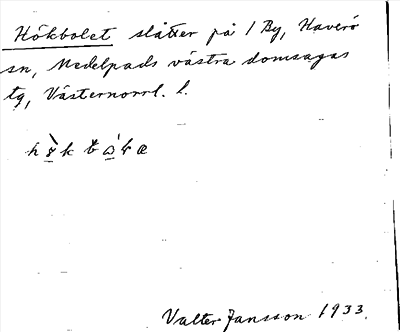 Hökbolet slåtter på 1 By, Haverö
sn, Medelpads västra domsagas
tg, Västernorrl. l.
Valter Jansson 1933.